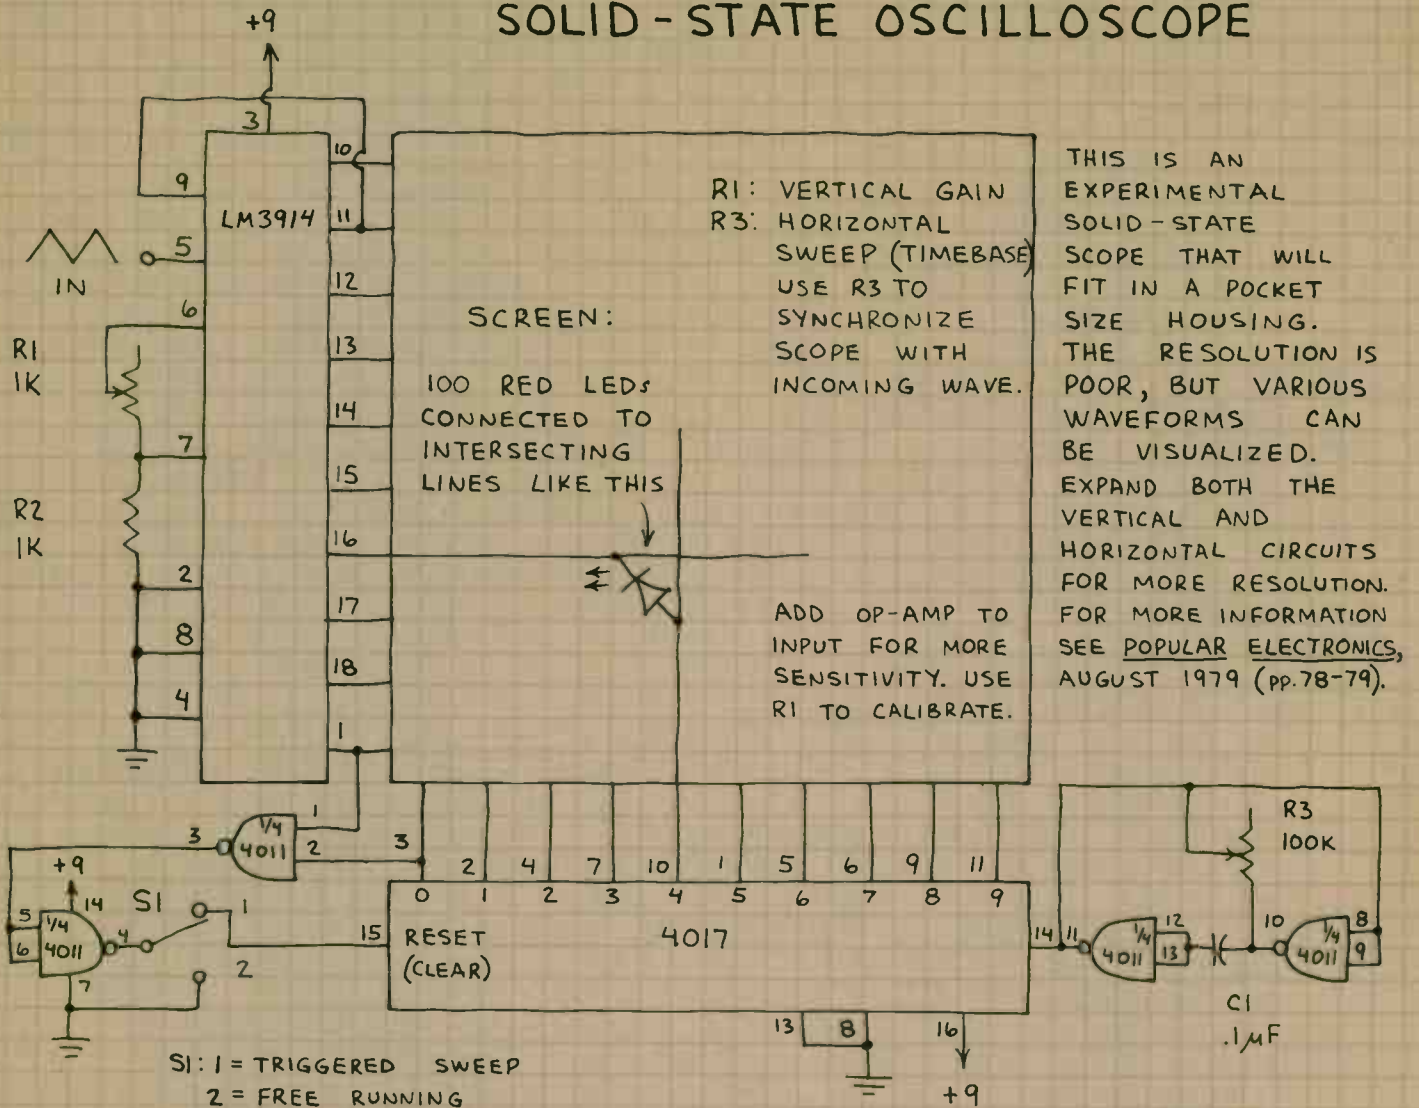 SOLID-STATE OSCILLOSCOPE
+9
3
9
LM3914
10
11
5
IN
6
R1
1K
7
R2
1K
2
8
4
12
13
14
15
16
17
18
1
SCREEN:
100 RED LEDs
CONNECTED TO
INTERSECTING
LINES LIKE THIS
R1: VERTICAL GAIN
R3: HORIZONTAL
SWEEP (TIMEBASE)
USE R3 TO
SYNCHRONIZE
SCOPE WITH
INCOMING WAVE.
ADD OP-AMP TO
INPUT FOR MORE
SENSITIVITY. USE
R1 TO CALIBRATE.
THIS IS AN
EXPERIMENTAL
SOLID-STATE
SCOPE THAT WILL
FIT IN A POCKET
SIZE HOUSING.
THE RESOLUTION IS
POOR, BUT VARIOUS
WAVEFORMS CAN
BE VISUALIZED.
EXPAND BOTH THE
VERTICAL AND
HORIZONTAL CIRCUITS
FOR MORE RESOLUTION.
FOR MORE INFORMATION
SEE POPULAR ELECTRONICS,
AUGUST 1979 (pp.78-79).
3
1/4
4011
1
2
+9
14
5
6
1/4
4011
4
7
S1
1
2
3 2 4 7 10 1 5 6 9 11
0 1 2 3 4 5 6 7 8 9
15
RESET
(CLEAR)
4017
14
13
8
16
+9
11
1/4
4011
12
13
C1
.1µF
10
1/4
4011
8
9
R3
100K
S1: 1 = TRIGGERED SWEEP
2 = FREE RUNNING